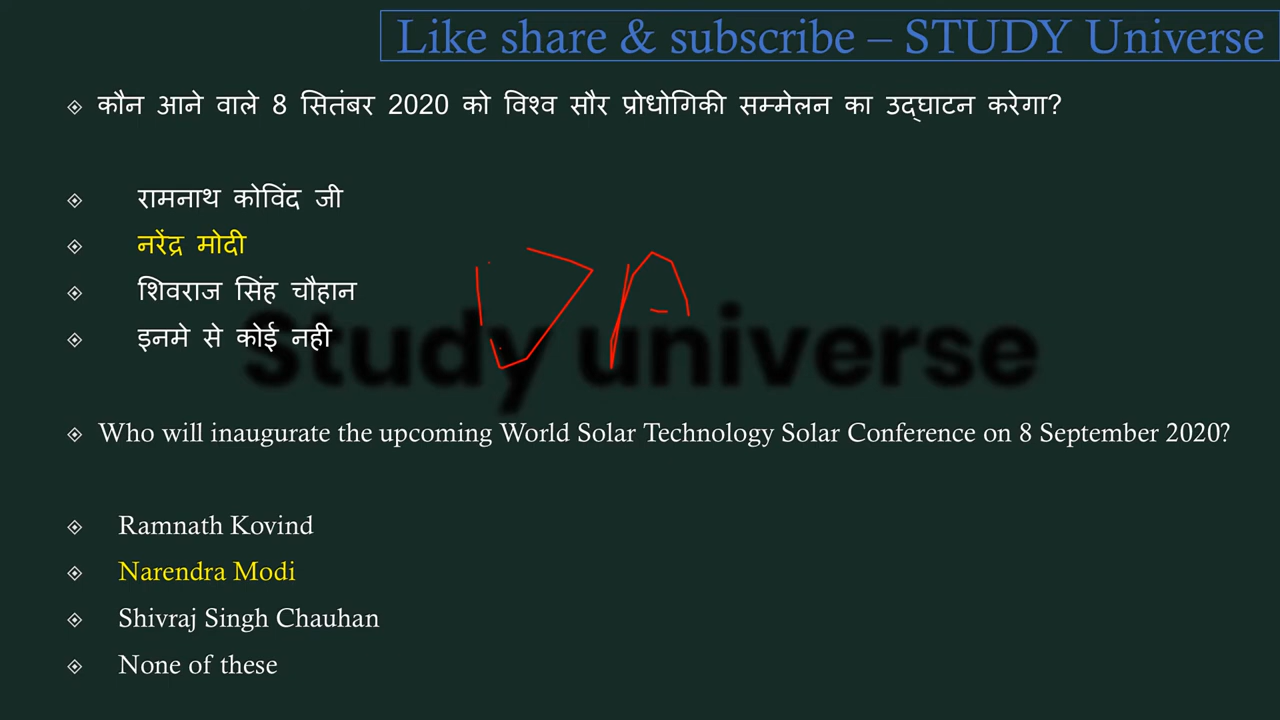 Like share & subscribe – STUDY Universe
कौन आने वाले 8 सितंबर 2020 को विश्व सौर प्रोधोगिकी सम्मेलन का उद्घाटन करेगा?
रामनाथ कोविंद जी
नरेंद्र मोदी
शिवराज सिंह चौहान
इनमे से कोई नही
DA
Study universe
Who will inaugurate the upcoming World Solar Technology Solar Conference on 8 September 2020?
Ramnath Kovind
Narendra Modi
Shivraj Singh Chauhan
None of these